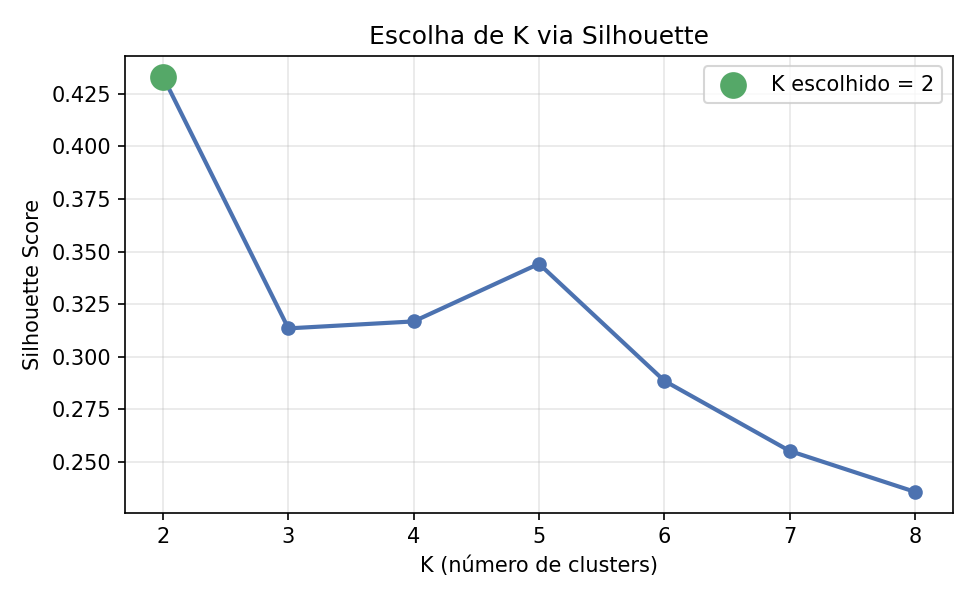 Escolha de K via Silhouette
K escolhido = 2
Silhouette Score
0.425
0.400
0.375
0.350
0.325
0.300
0.275
0.250
2 3 4 5 6 7 8
K (número de clusters)